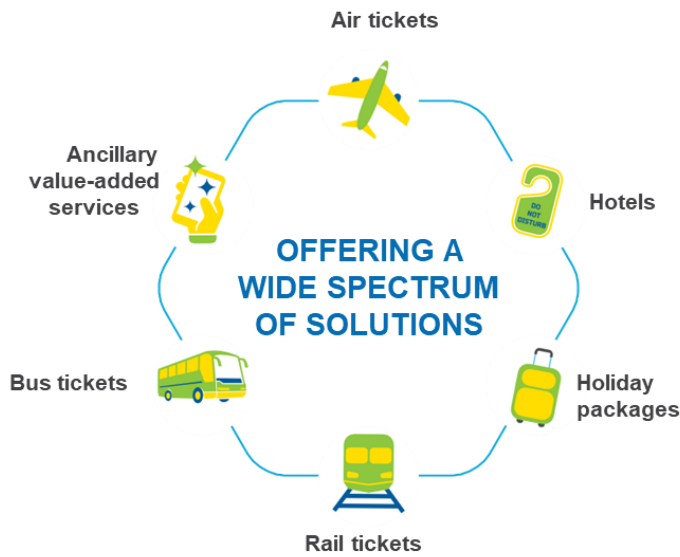 Air tickets
Ancillary
value-added
services
DO
NOT
DISTURB
Hotels
OFFERING A
WIDE SPECTRUM
OF SOLUTIONS
Bus tickets
Holiday
packages
Rail tickets